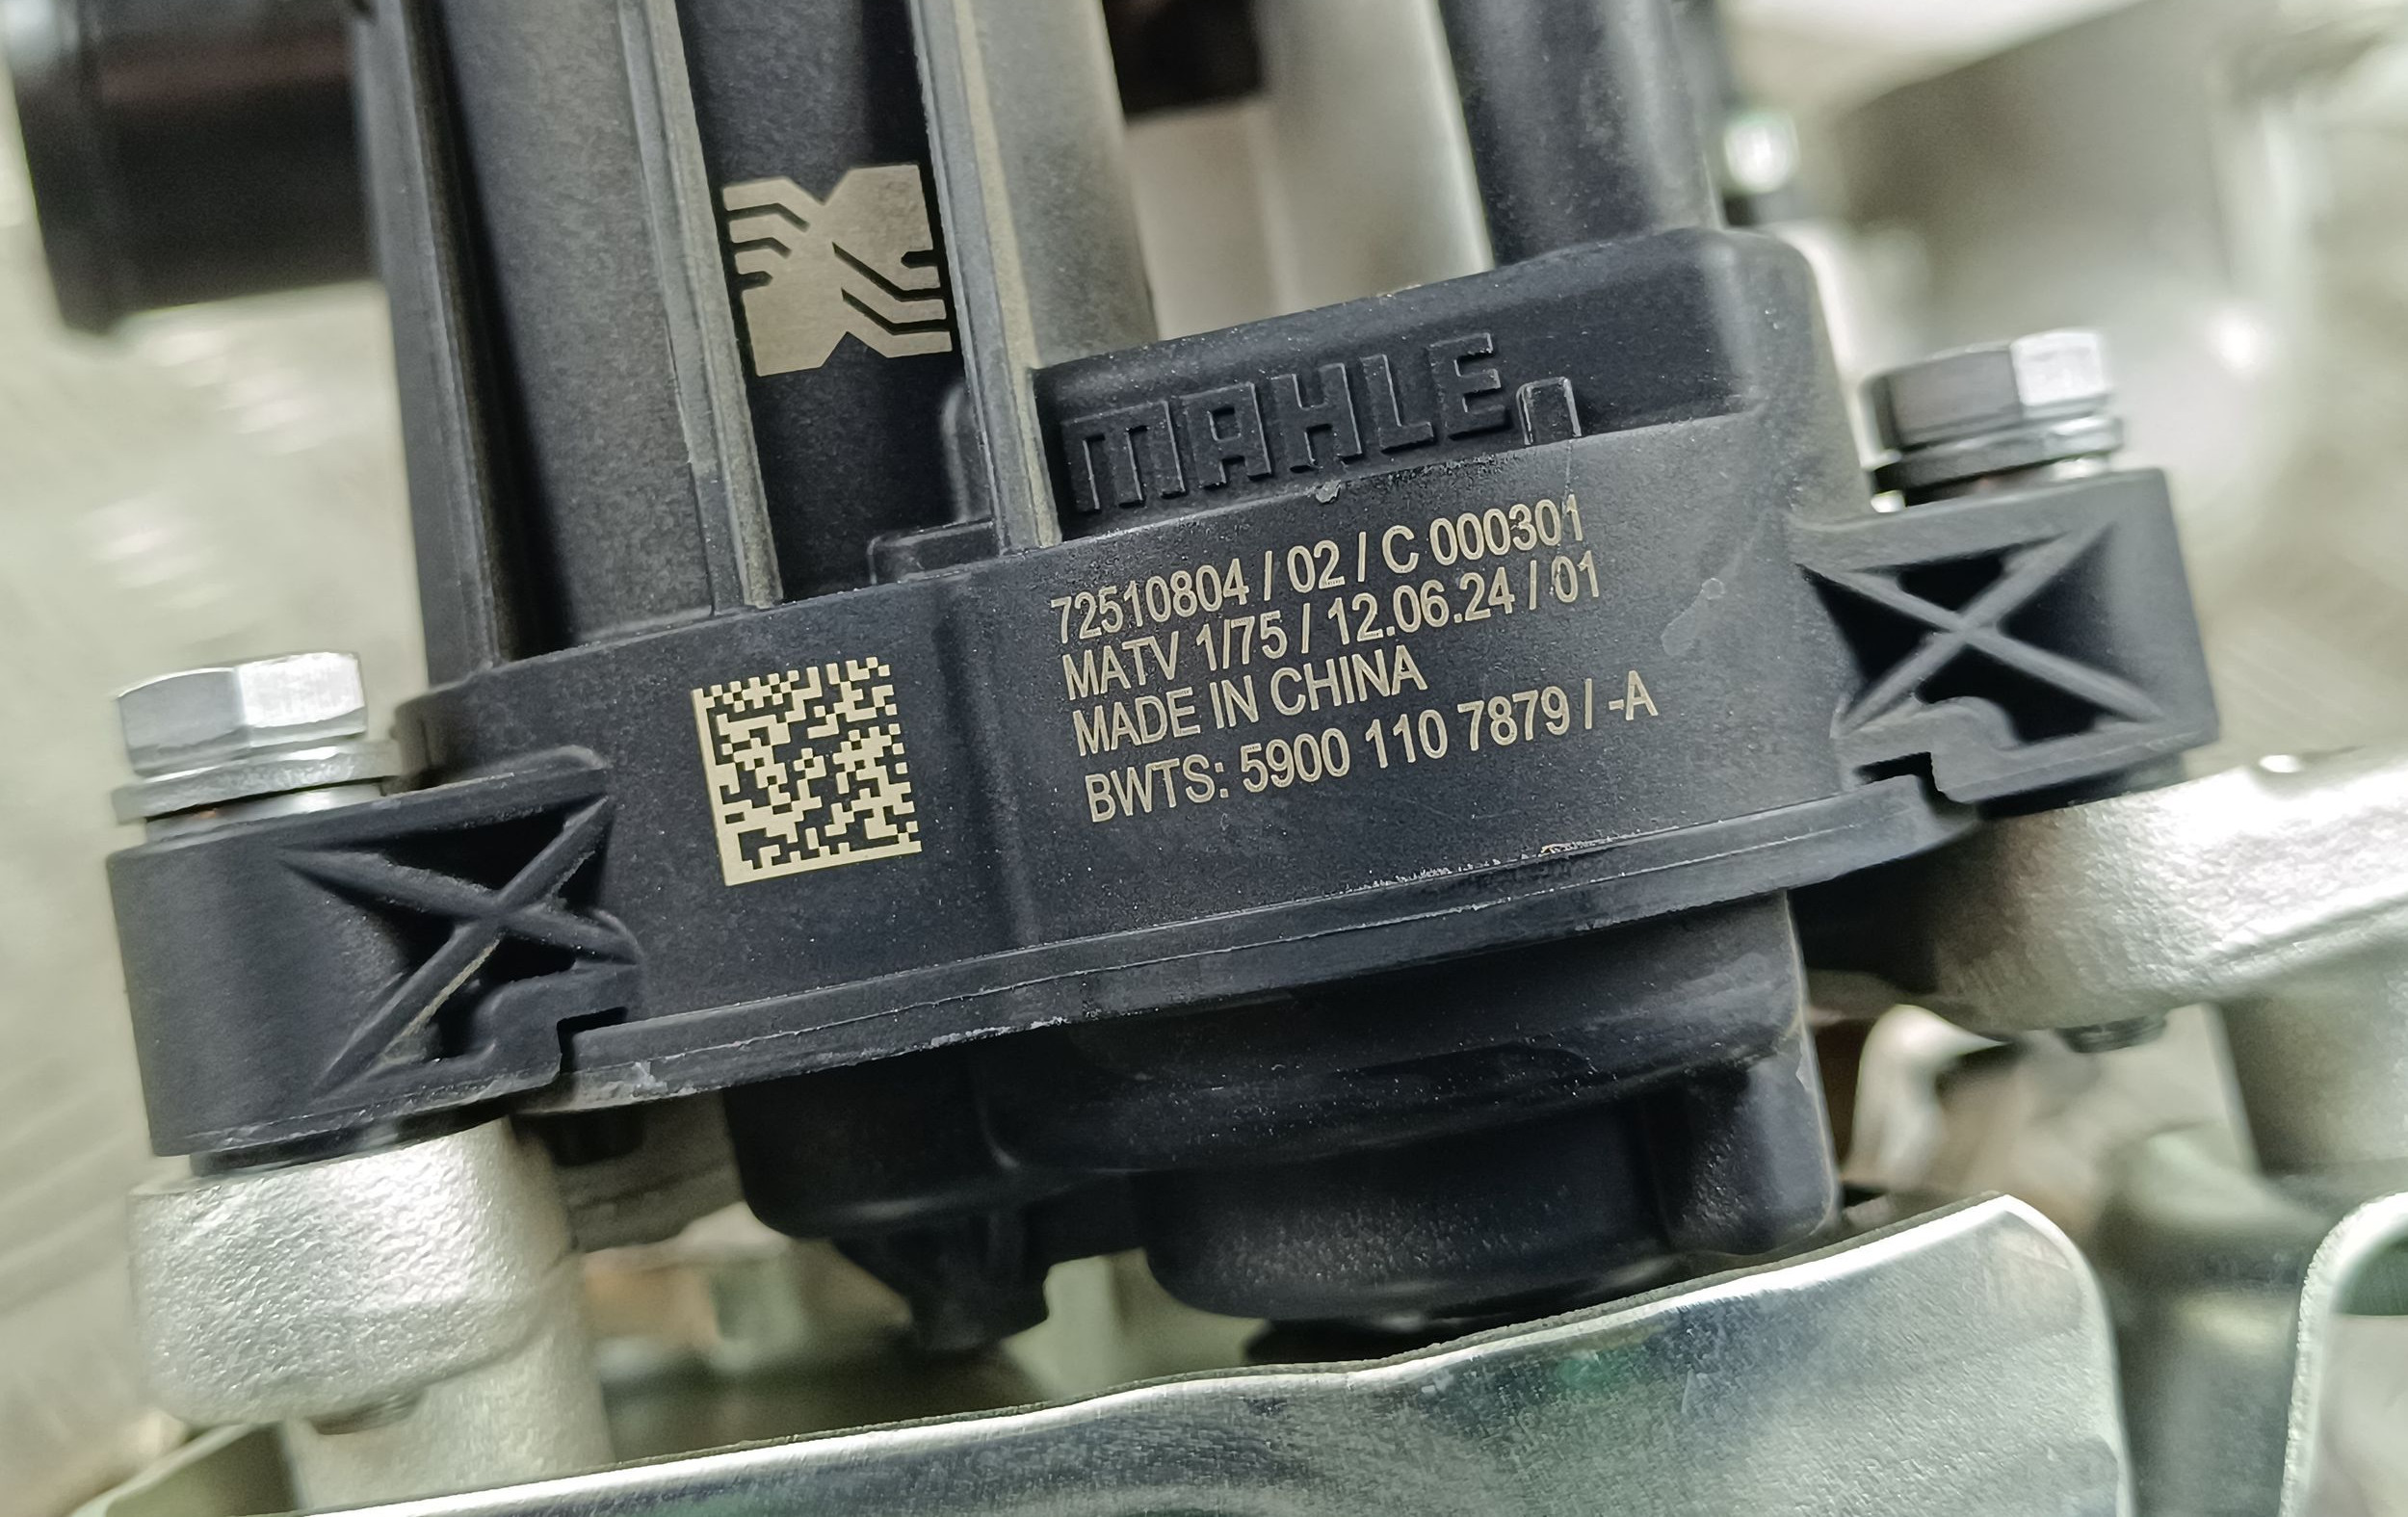 MAHLE
72510804 / 02 / C 000301
MATV 1/75 / 12.06.24 / 01
MADE IN CHINA
BWTS: 5900 110 7879 / -A